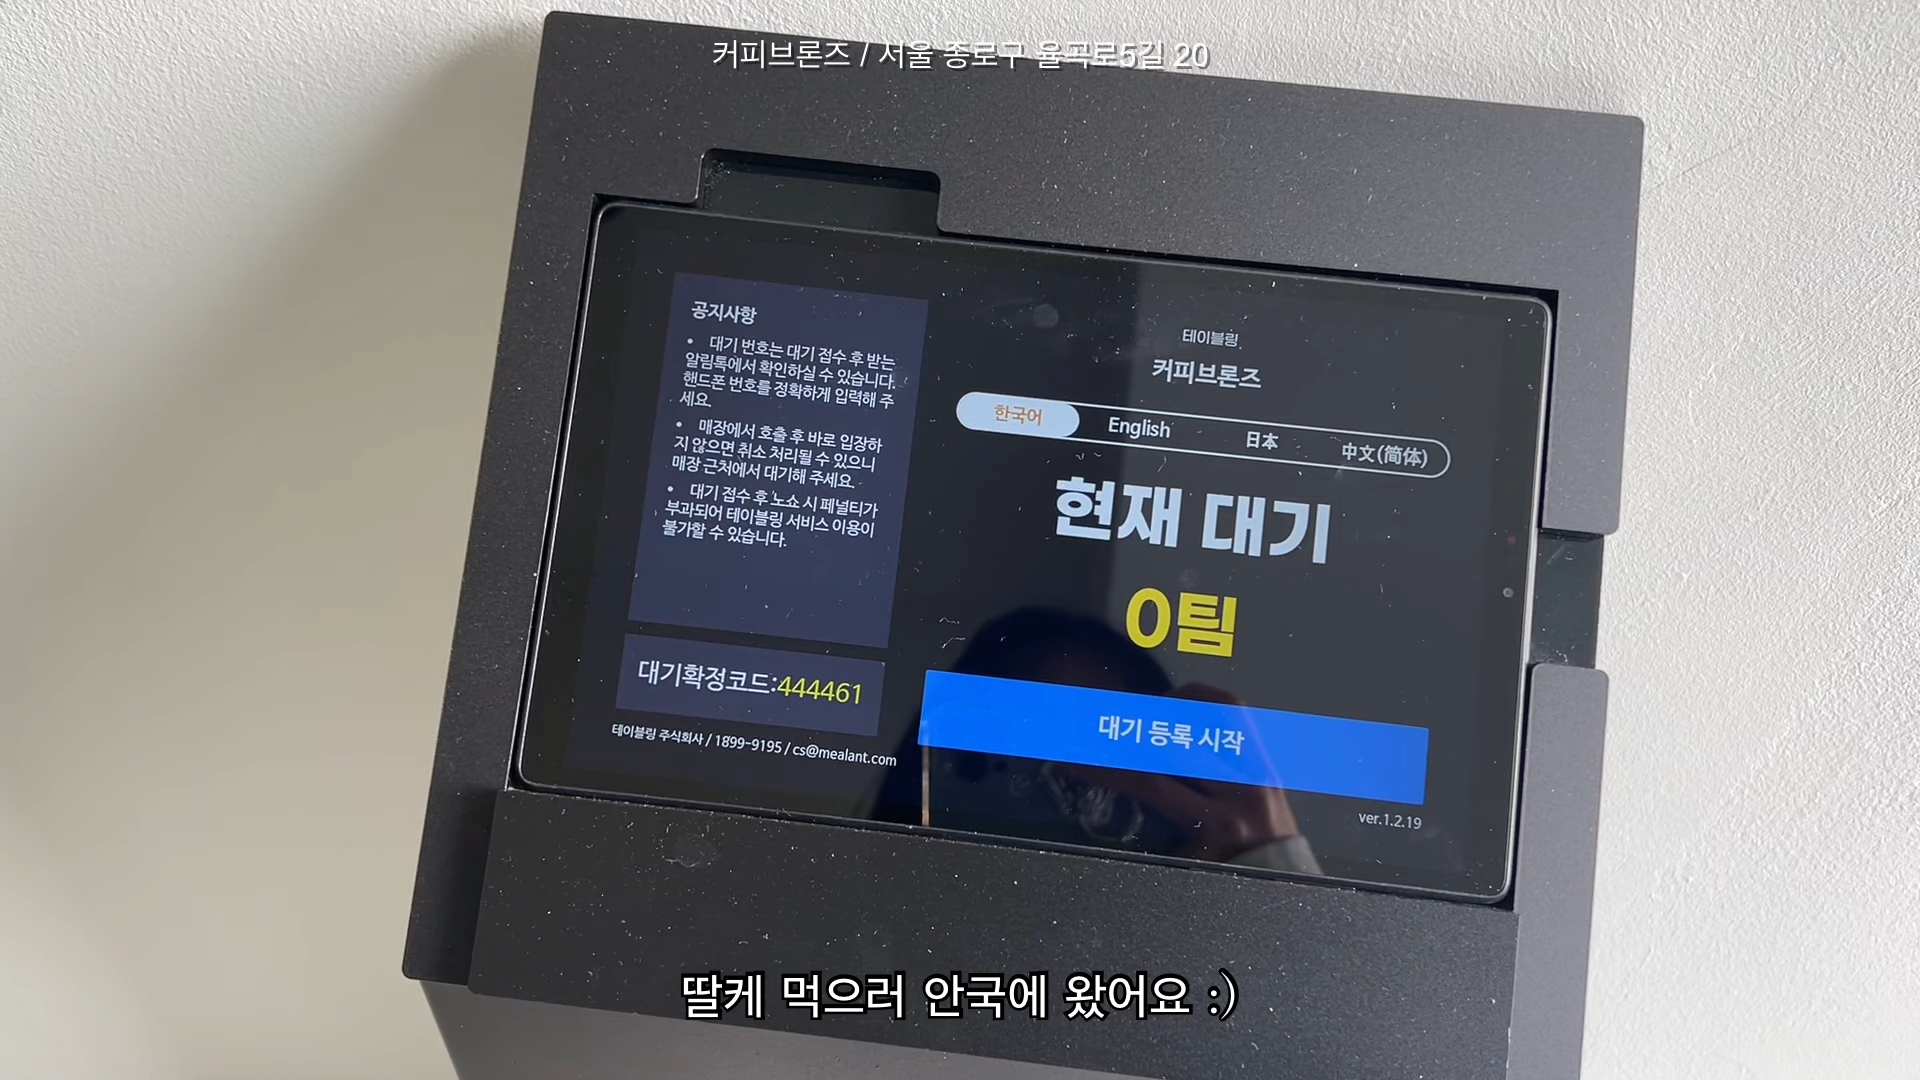 커피브론즈 / 서울 종로구 율곡로5길 20
공지사항
• 대기 번호는 대기 접수 후 받는
알림톡에서 확인하실 수 있습니다.
핸드폰 번호를 정확하게 입력해 주
세요.
• 매장에서 호출 후 바로 입장하
지 않으면 취소 처리될 수 있으니
매장 근처에서 대기해 주세요.
• 대기 접수 후 노쇼 시 페널티가
부과되어 테이블링 서비스 이용이
불가할 수 있습니다.
대기확정코드:444461
테이블링 주식회사 / 1899-9195 / cs@mealant.com
테이블링
커피브론즈
한국어 English 日本 中文(简体)
현재 대기
0팀
대기 등록 시작
ver.1.2.19
딸케 먹으러 안국에 왔어요 :)